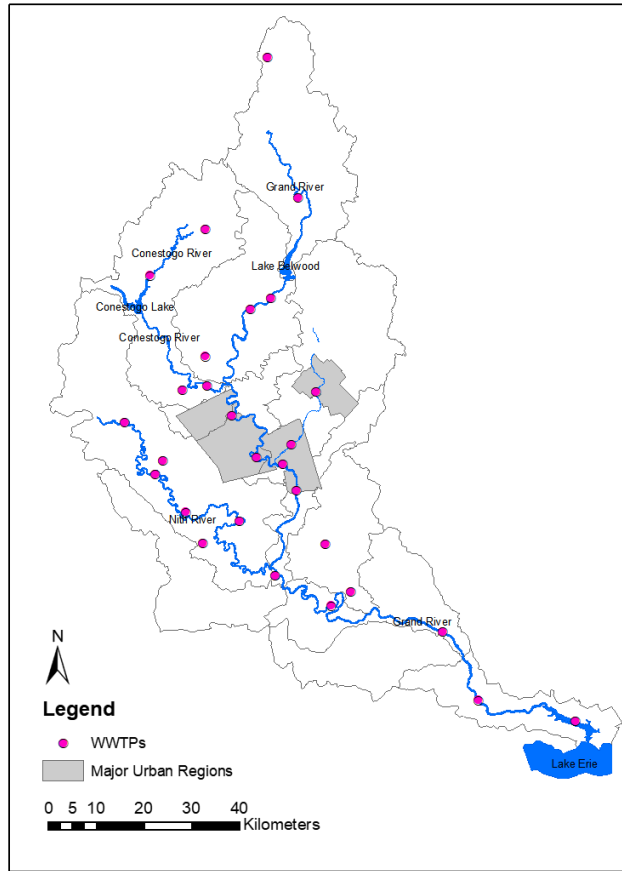 Grand River
Conestogo River
Lake Belwood
Conestogo Lake
Conestogo River
Nith River
Grand River
N
Legend
WWTPs
Major Urban Regions
0 5 10 20 30 40
Kilometers
Lake Erie